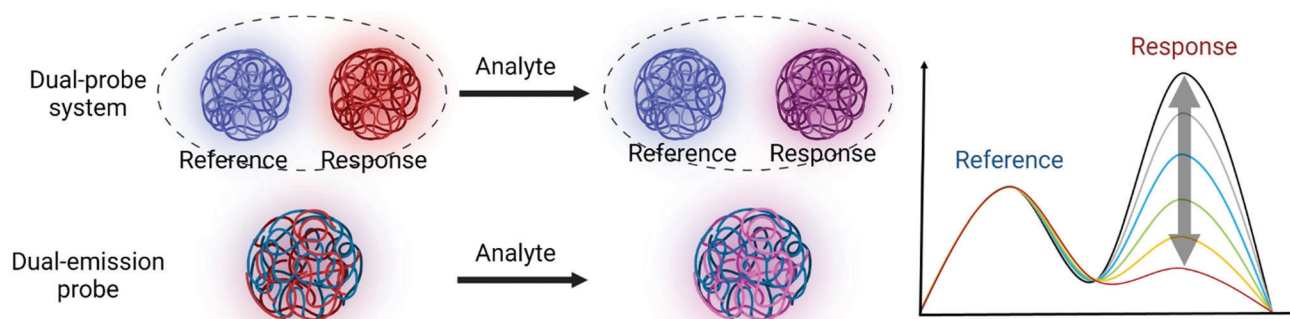 Dual-probe
system
Reference
Response
Analyte
Reference
Response
Dual-emission
probe
Analyte
Reference
Response